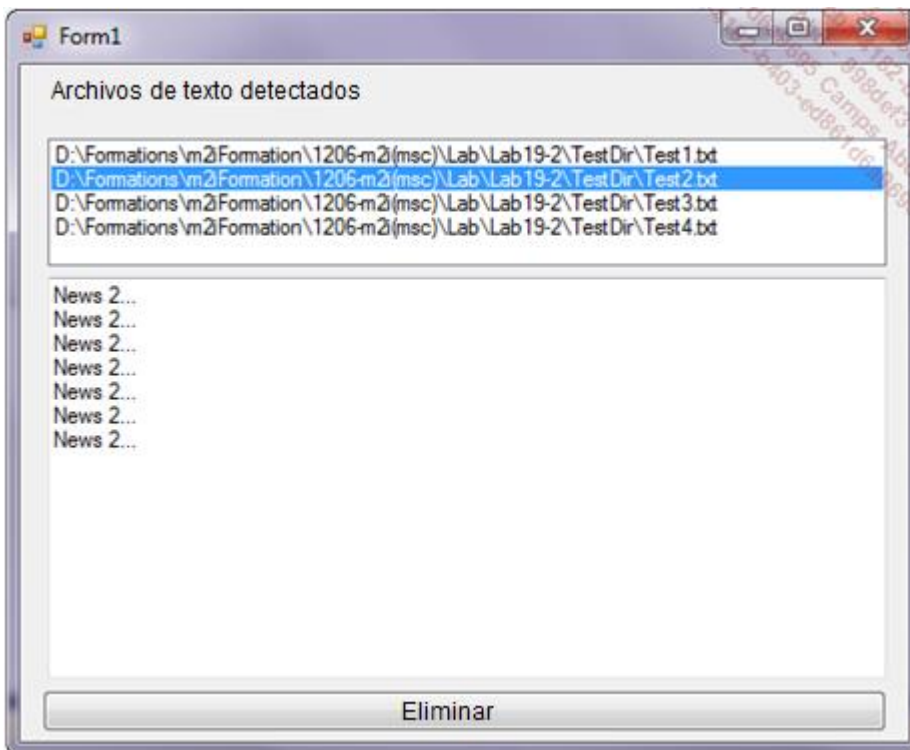 Form1
Archivos de texto detectados
D:\Formations\m2iFormation\1206-m2i(msc)\Lab\Lab19-2\TestDir\Test1.txt
D:\Formations\m2iFormation\1206-m2i(msc)\Lab\Lab19-2\TestDir\Test2.txt
D:\Formations\m2iFormation\1206-m2i(msc)\Lab\Lab19-2\TestDir\Test3.txt
D:\Formations\m2iFormation\1206-m2i(msc)\Lab\Lab19-2\TestDir\Test4.txt
News 2...
News 2...
News 2...
News 2...
News 2...
News 2...
News 2...
Eliminar